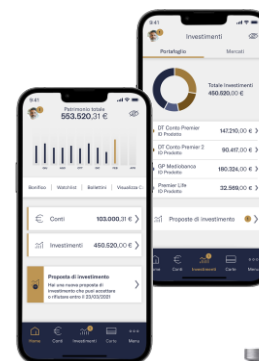 9:41
Patrimonio totale
553.520,31 €
Bonifico | Watchlist | Bollettini | Visualizza C
Conti 103.000,31 €
Investimenti 450.520,00 €
Proposte di investimento
Hai una nuova proposta di
investimento che puoi accettare
o rifiutare entro il 23/02/2021
Home Conti Investimenti Carte Menu
9:41
Investimenti
Portafoglio Mercati
Totale Investimenti
450.520,00 €
DT Conto Premier 147.210,00 €
ID Prodotto
DT Conto Premier 2 90.417,00 €
ID Prodotto
GP Mediobanca 180.324,00 €
ID Prodotto
Premier Life 32.569,00 €
ID Prodotto
Proposte di investimento
Conti Investimenti Carte Menu